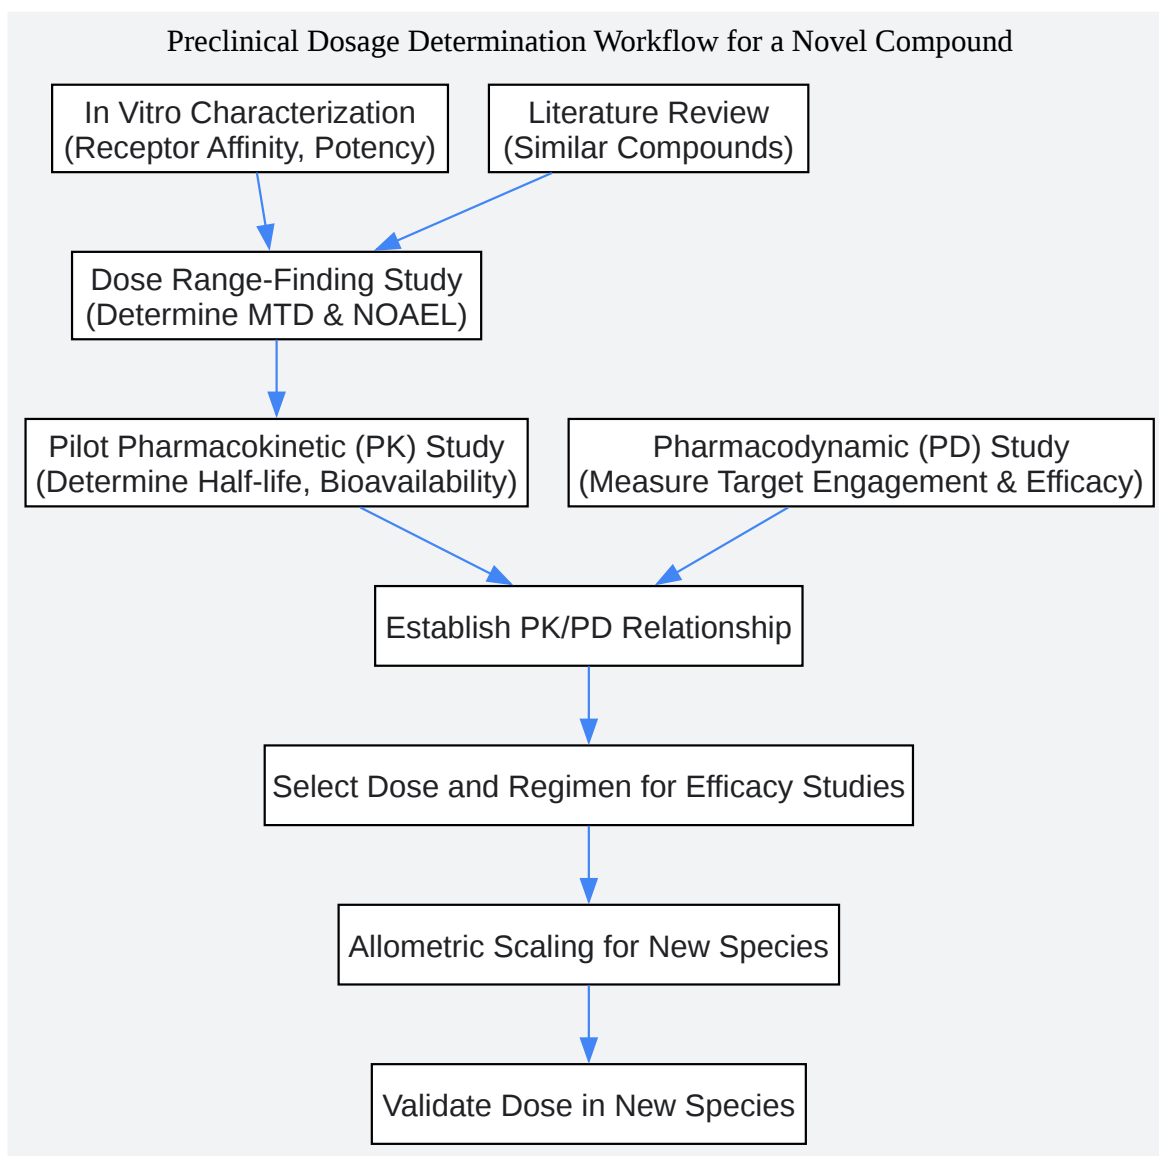 Preclinical Dosage Determination Workflow for a Novel Compound
In Vitro Characterization
(Receptor Affinity, Potency)
Literature Review
(Similar Compounds)
Dose Range-Finding Study
(Determine MTD & NOAEL)
Pilot Pharmacokinetic (PK) Study
(Determine Half-life, Bioavailability)
Pharmacodynamic (PD) Study
(Measure Target Engagement & Efficacy)
Establish PK/PD Relationship
Select Dose and Regimen for Efficacy Studies
Allometric Scaling for New Species
Validate Dose in New Species